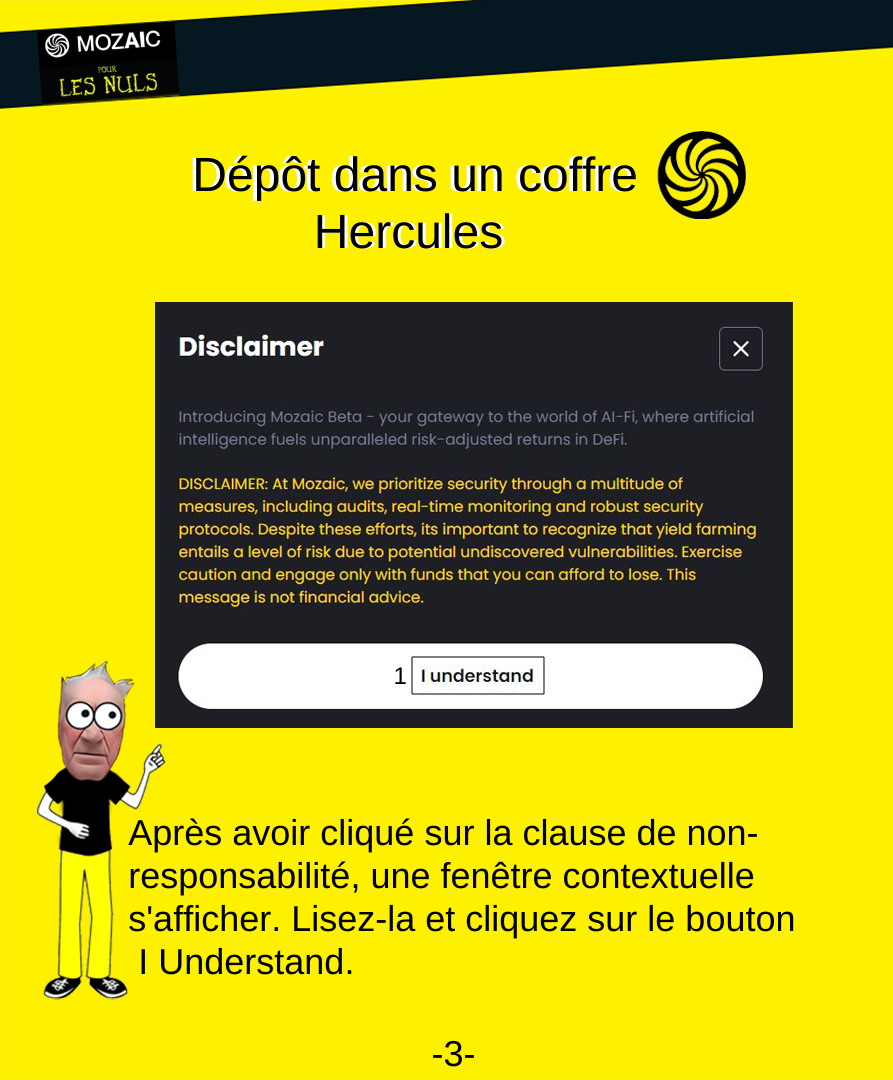 MOZAIC
POUR
LES NULS
Dépôt dans un coffre
Hercules
Disclaimer
Introducing Mozaic Beta - your gateway to the world of AI-Fi, where artificial
intelligence fuels unparalleled risk-adjusted returns in DeFi.
DISCLAIMER: At Mozaic, we prioritize security through a multitude of
measures, including audits, real-time monitoring and robust security
protocols. Despite these efforts, its important to recognize that yield farming
entails a level of risk due to potential undiscovered vulnerabilities. Exercise
caution and engage only with funds that you can afford to lose. This
message is not financial advice.
1 I understand
Après avoir cliqué sur la clause de non-
responsabilité, une fenêtre contextuelle
s'afficher. Lisez-la et cliquez sur le bouton
I Understand.
-3-